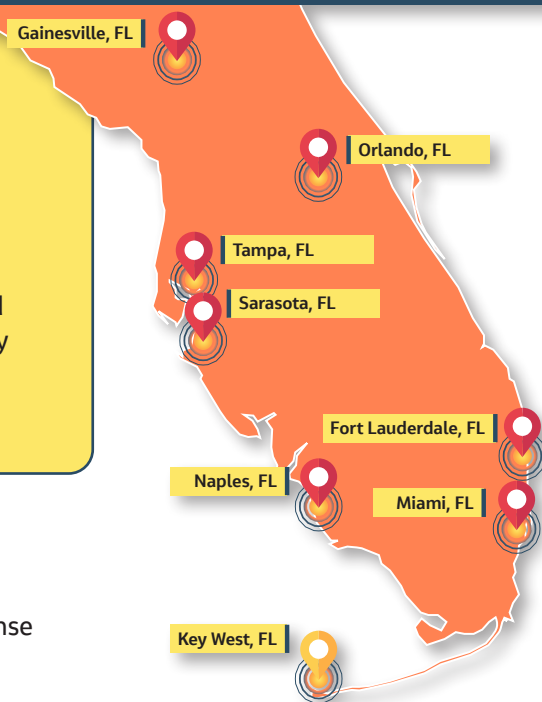 Gainesville, FL
Orlando, FL
Tampa, FL
Sarasota, FL
Fort Lauderdale, FL
Naples, FL
Miami, FL
Key West, FL